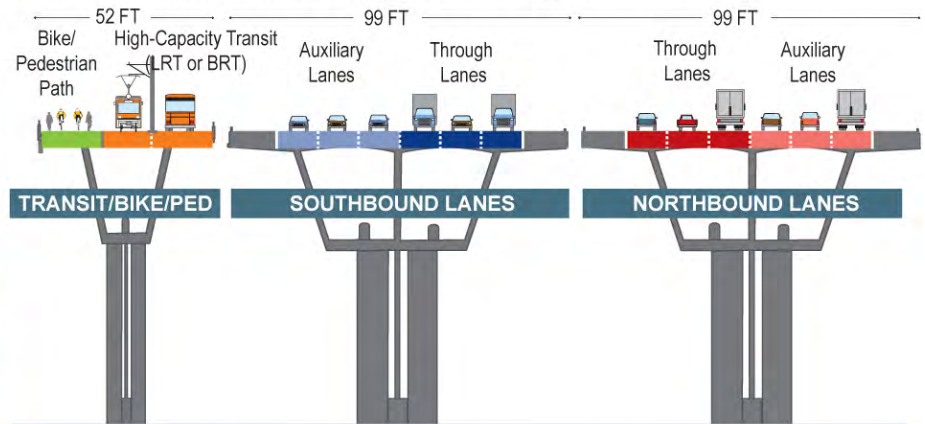 52 FT
99 FT
99 FT
Bike/
Pedestrian
Path
High-Capacity Transit
(LRT or BRT)
Auxiliary
Lanes
Through
Lanes
Through
Lanes
Auxiliary
Lanes
TRANSIT/BIKE/PED
SOUTHBOUND LANES
NORTHBOUND LANES